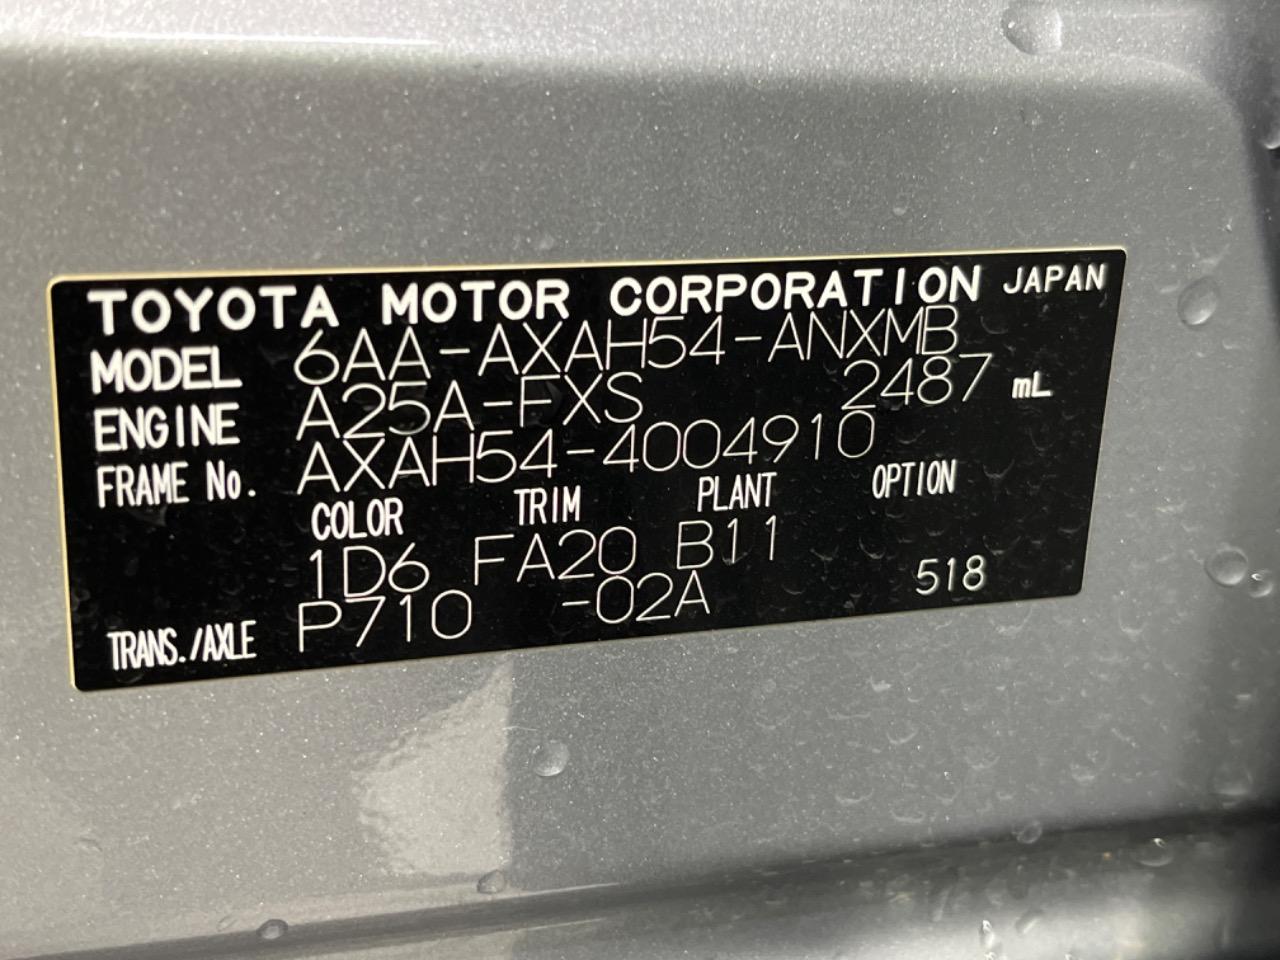 TOYOTA MOTOR CORPORATION JAPAN
MODEL 6AA-AXAH54-ANXMB
ENGINE A25A-FXS 2487 mL
FRAME No. AXAH54-4004910
COLOR TRIM PLANT OPTION
1D6 FA20 B11
TRANS./AXLE P710 -02A 518